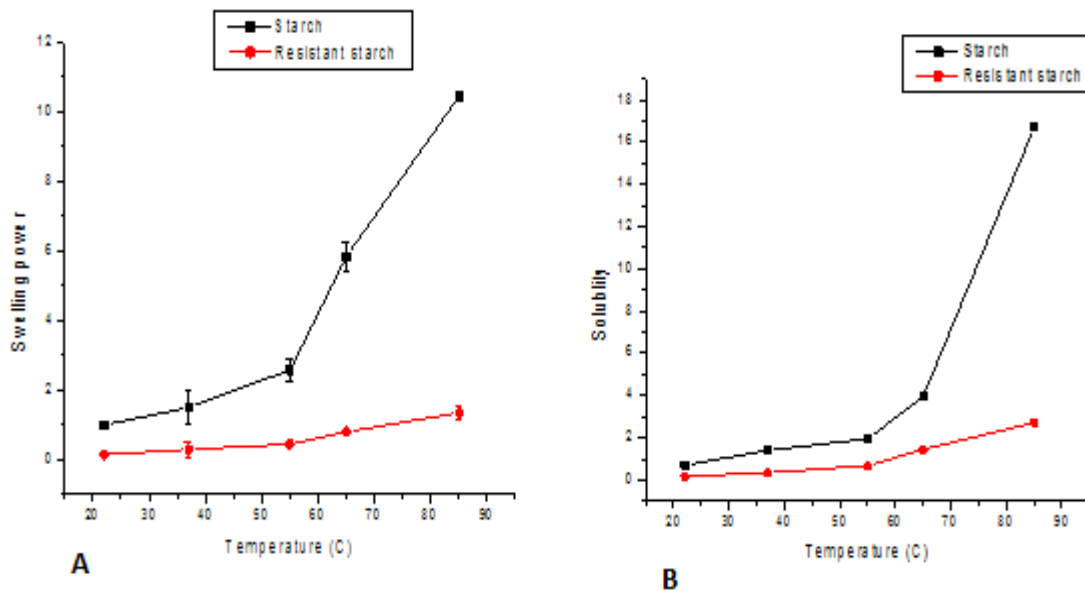 Starch
Resistant starch
12
10
8
6
4
2
0
Swelling power
20 30 40 50 60 70 80 90
Temperature (C)
A
Starch
Resistant starch
18
16
14
12
10
8
6
4
2
0
Solublily
20 30 40 50 60 70 80 90
Temperature (C)
B